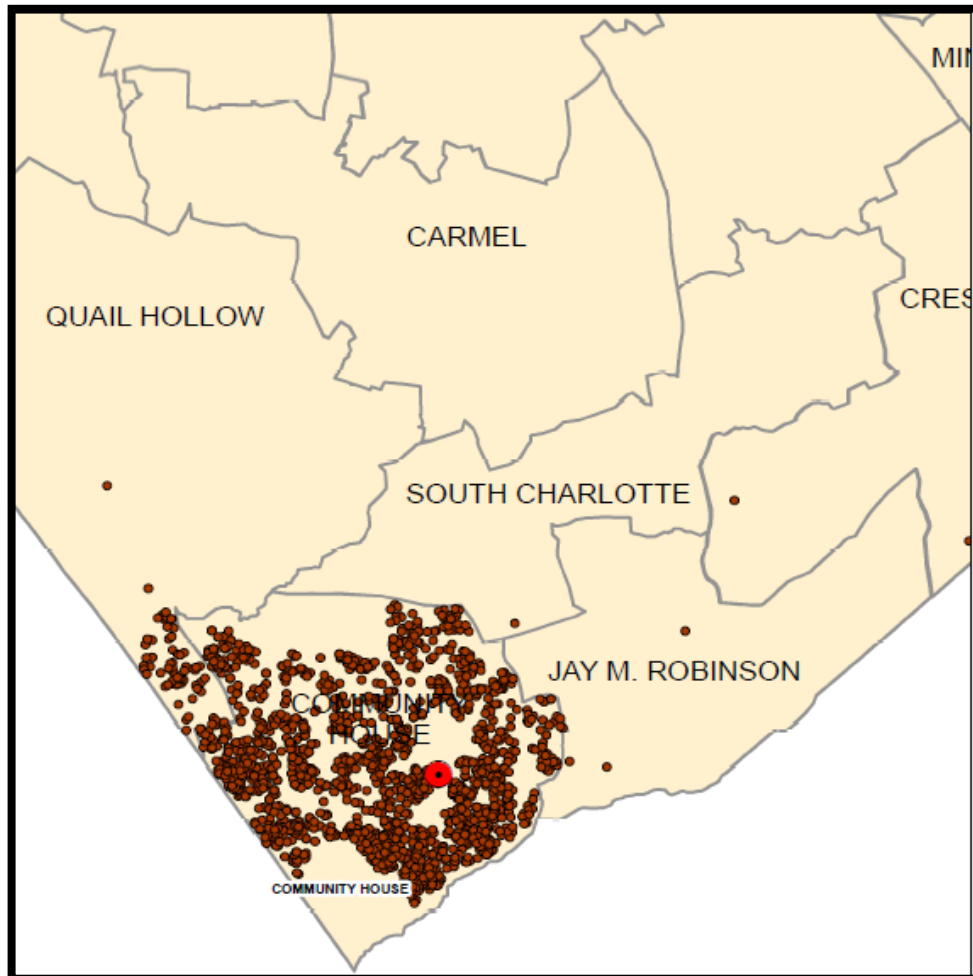 MIN
CARMEL
QUAIL HOLLOW
CRES
SOUTH CHARLOTTE
JAY M. ROBINSON
COMMUNITY
HOUSE
COMMUNITY HOUSE